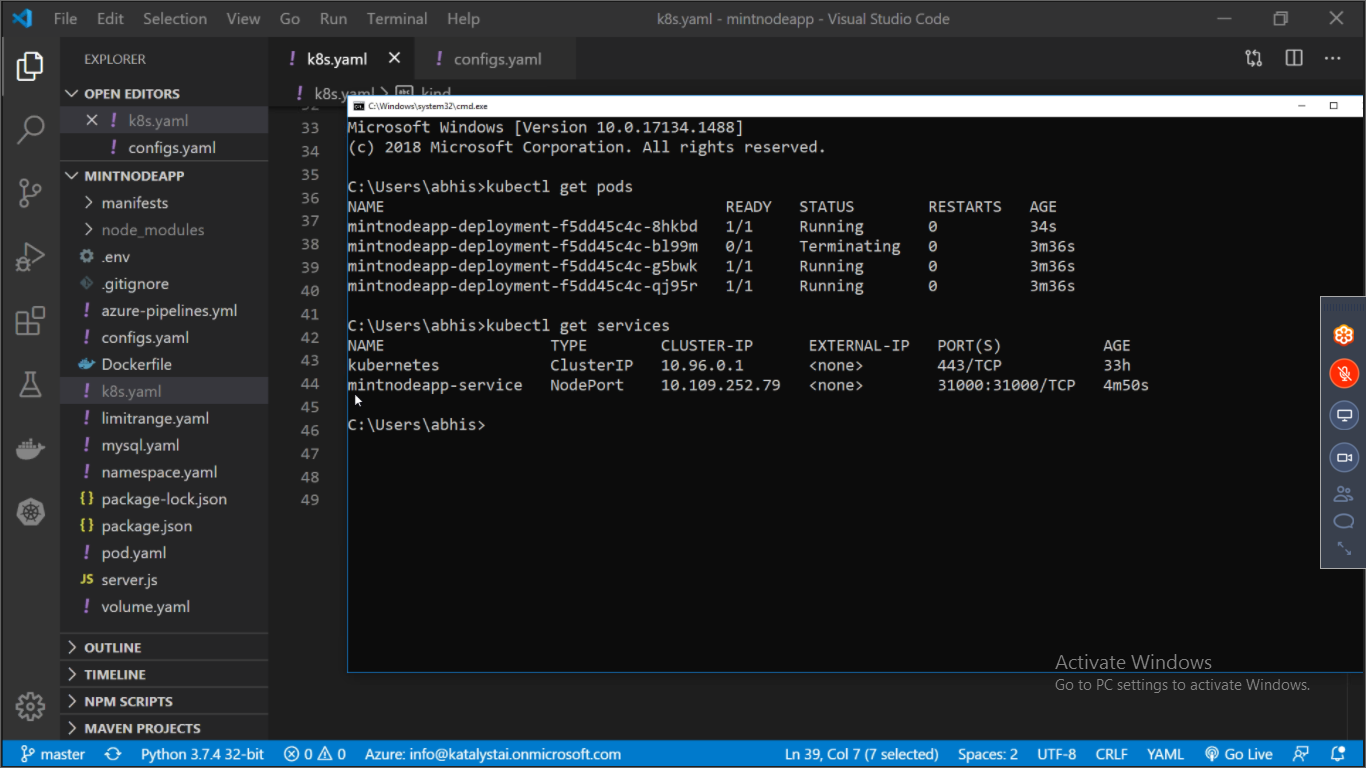 File Edit Selection View Go Run Terminal Help
k8s.yaml - mintnodeapp - Visual Studio Code
EXPLORER
OPEN EDITORS
k8s.yaml
configs.yaml
MINTNODEAPP
manifests
node_modules
.env
.gitignore
azure-pipelines.yml
configs.yaml
Dockerfile
k8s.yaml
limitrange.yaml
mysql.yaml
namespace.yaml
package-lock.json
package.json
pod.yaml
server.js
volume.yaml
OUTLINE
TIMELINE
NPM SCRIPTS
MAVEN PROJECTS
k8s.yaml
configs.yaml
k8s.yaml > kind
32
33
34
35
36
37
38
39
40
41
42
43
44
45
46
47
48
49
C:\Windows\system32\cmd.exe
Microsoft Windows [Version 10.0.17134.1488]
(c) 2018 Microsoft Corporation. All rights reserved.
C:\Users\abhis>kubectl get pods
NAME READY STATUS RESTARTS AGE
mintnodeapp-deployment-f5dd45c4c-8hkbd 1/1 Running 0 34s
mintnodeapp-deployment-f5dd45c4c-bl99m 0/1 Terminating 0 3m36s
mintnodeapp-deployment-f5dd45c4c-g5bwk 1/1 Running 0 3m36s
mintnodeapp-deployment-f5dd45c4c-qj95r 1/1 Running 0 3m36s
C:\Users\abhis>kubectl get services
NAME TYPE CLUSTER-IP EXTERNAL-IP PORT(S) AGE
kubernetes ClusterIP 10.96.0.1 <none> 443/TCP 33h
mintnodeapp-service NodePort 10.109.252.79 <none> 31000:31000/TCP 4m50s
C:\Users\abhis>
Activate Windows
Go to PC settings to activate Windows.
master Python 3.7.4 32-bit 0 0 Azure: info@katalystai.onmicrosoft.com Ln 39, Col 7 (7 selected) Spaces: 2 UTF-8 CRLF YAML Go Live